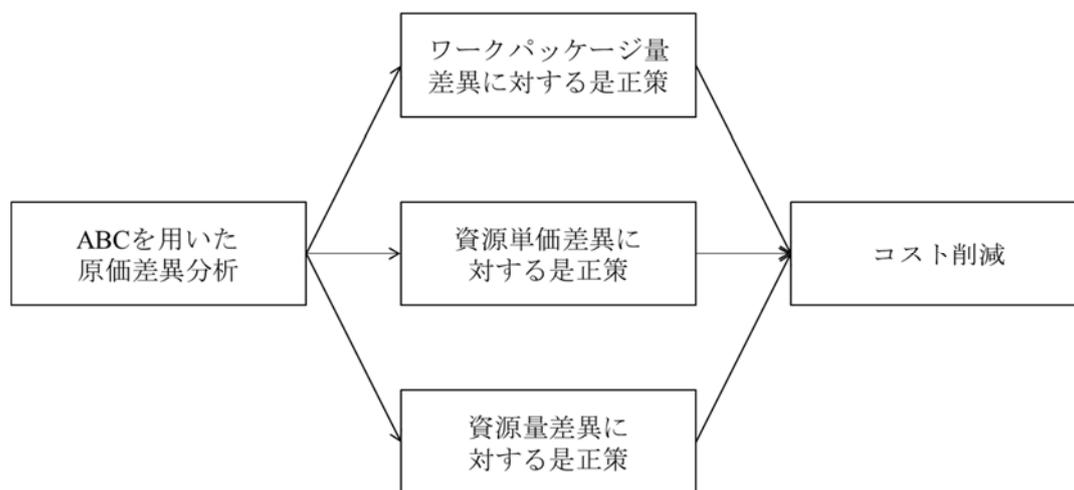 ワークパッケージ量
差異に対する是正策
ABCを用いた
原価差異分析
資源単価差異に
対する是正策
コスト削減
資源量差異に
対する是正策